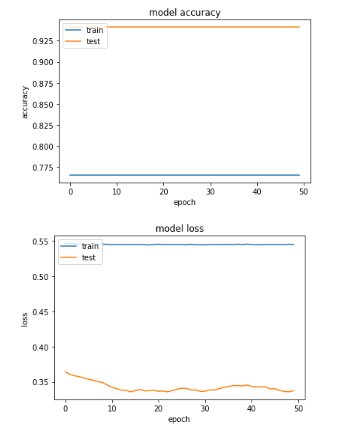 model accuracy
train
test
0.925
0.900
0.875
0.850
0.825
0.800
0.775
accuracy
0 10 20 30 40 50
epoch
model loss
train
test
0.55
0.50
0.45
0.40
0.35
loss
0 10 20 30 40 50
epoch